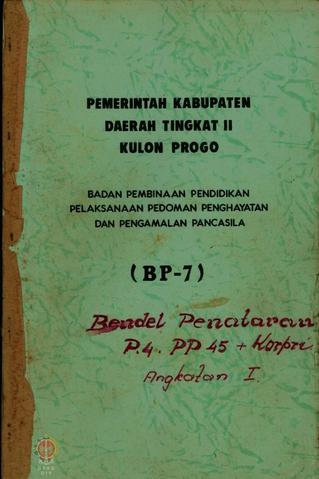 PEMERINTAH KABUPATEN
DAERAH TINGKAT II
KULON PROGO
BADAN PEMBINAAN PENDIDIKAN
PELAKSANAAN PEDOMAN PENGHAYATAN
DAN PENGAMALAN PANCASILA
(BP-7)
Bendel Penataran
P.4. PP 45 + Korpri
Angkatan I.